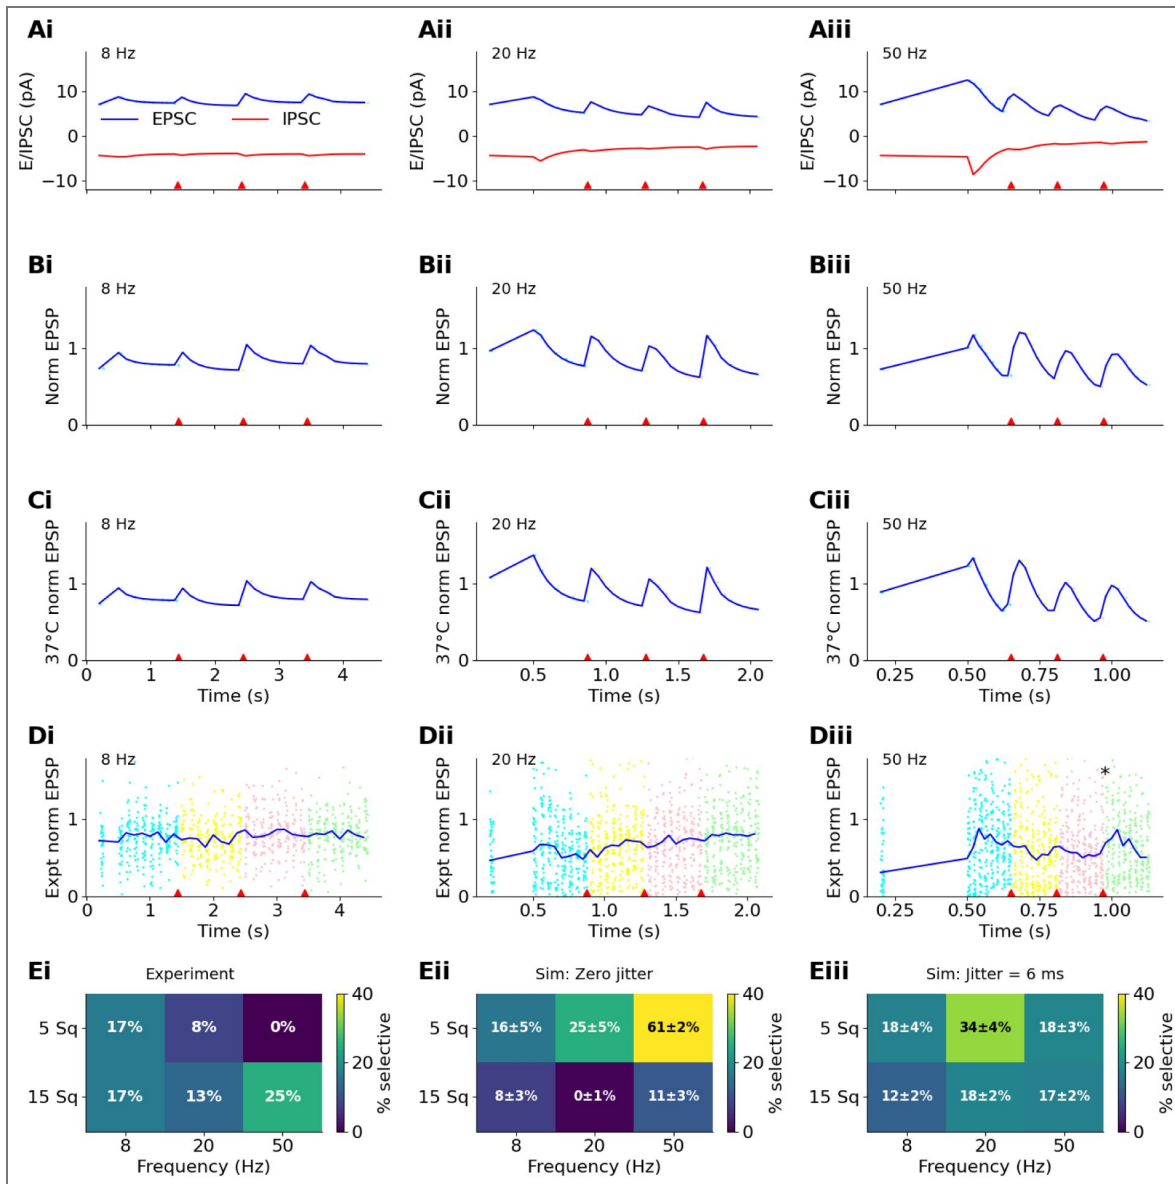 Ai
Aii
Aiii
8 Hz
20 Hz
50 Hz
E/IPSC (pA)
10
0
−10
EPSC
IPSC
E/IPSC (pA)
10
0
−10
E/IPSC (pA)
10
0
−10
Bi
Bii
Biii
8 Hz
20 Hz
50 Hz
Norm EPSP
1
0
0 1 2 3 4
Norm EPSP
1
0
Norm EPSP
1
0
Ci
Cii
Ciii
8 Hz
20 Hz
50 Hz
37°C norm EPSP
1
0
0 1 2 3 4
Time (s)
37°C norm EPSP
1
0
0.5 1.0 1.5 2.0
Time (s)
37°C norm EPSP
1
0
0.25 0.50 0.75 1.00
Time (s)
Di
Dii
Diii
8 Hz
20 Hz
50 Hz
*
Expt norm EPSP
1
0
0 1 2 3 4
Time (s)
Expt norm EPSP
1
0
0.5 1.0 1.5 2.0
Time (s)
Expt norm EPSP
1
0
0.25 0.50 0.75 1.00
Time (s)
Ei
Experiment
5 Sq 17% 8% 0%
15 Sq 17% 13% 25%
8 20 50
Frequency (Hz)
40
20
0
% selective
Eii
Sim: Zero jitter
16±5% 25±5% 61±2%
8±3% 0±1% 11±3%
5 Sq
15 Sq
8 20 50
Frequency (Hz)
40
20
0
% selective
Eiii
Sim: Jitter = 6 ms
5 Sq 18±4% 34±4% 18±3%
15 Sq 12±2% 18±2% 17±2%
8 20 50
Frequency (Hz)
40
20
0
% selective